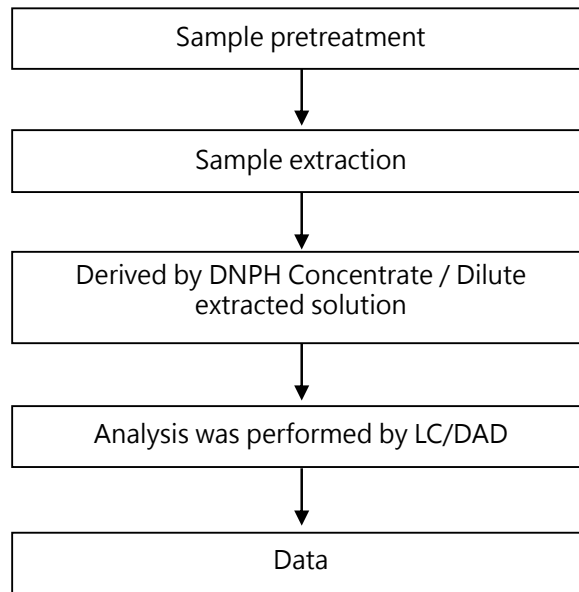 Sample pretreatment
Sample extraction
Derived by DNPH Concentrate / Dilute
extracted solution
Analysis was performed by LC/DAD
Data